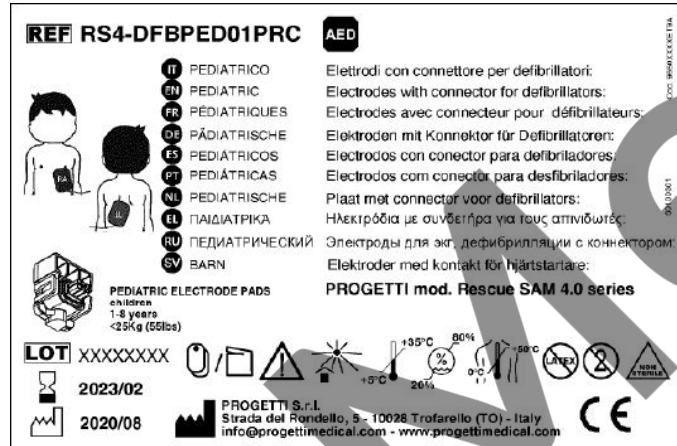 REF RS4-DFBPED01PRC AED
IT PEDIATRICO Elettrodi con connettore per defibrillatori:
EN PEDIATRIC Electrodes with connector for defibrillators:
FR PÉDIATRIQUES Electrodes avec connecteur pour défibrillateurs:
DE PÄDIATRISCHE Elektroden mit Konnektor für Defibrillatoren:
ES PEDIÁTRICOS Electrodos con conector para defibriladores:
PT PEDIÁTRICAS Electrodos com conector para desfibriladores:
NL PEDIATRISCHE Plaat met connector voor defibrillators:
EL ΠΑΙΔΙΑΤΡΙΚΑ Ηλεκτρόδια με συνδετήρα για τους απινιδωτές:
RU ПЕДИАТРИЧЕСКИЙ Электроды для экг, дефибрилляции с коннектором:
SV BARN Elektroder med kontakt för hjärtstartare:
RA
LL
PEDIATRIC ELECTRODE PADS
children
1-8 years
<25Kg (55lbs)
PROGETTI mod. Rescue SAM 4.0 series
LOT XXXXXXXX
+5°C +35°C
20% 80%
0°C +50°C
LATEX
2
NON STERILE
2023/02
2020/08
PROGETTI S.r.l.
Strada del Rondello, 5 - 10028 Trofarello (TO) - Italy
info@progettimedical.com - www.progettimedical.com
CE